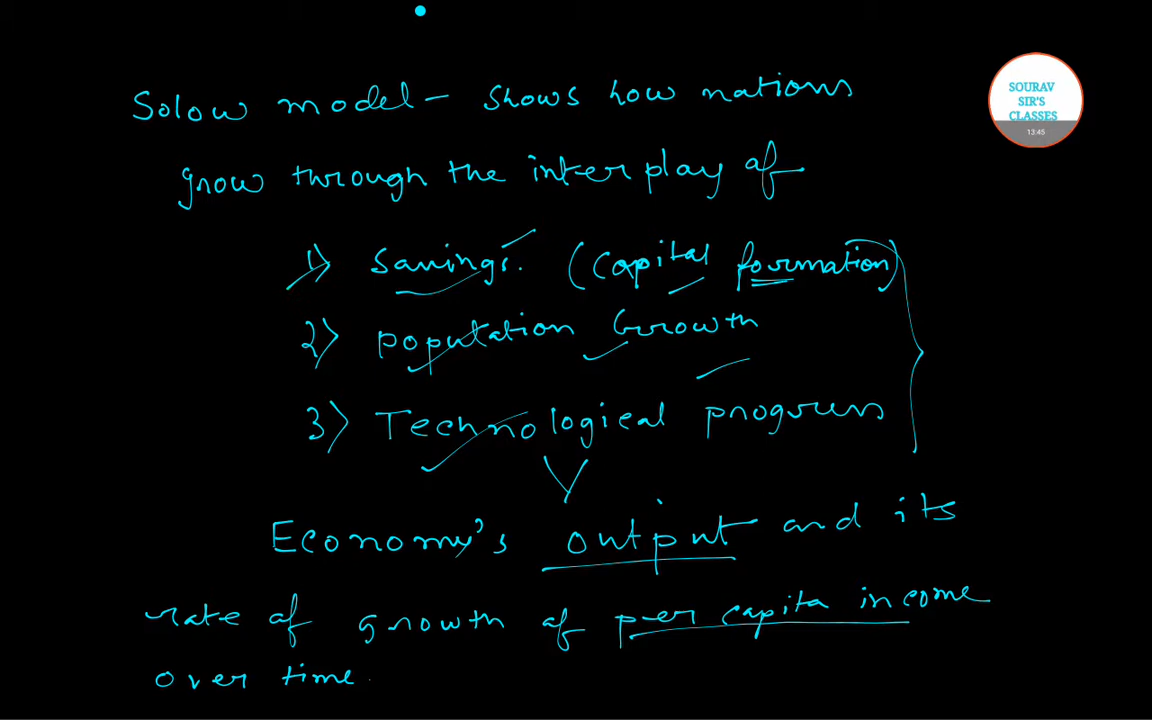 Solow model - shows how nations
SOURAV
SIR'S
CLASSES
13:45
grow through the interplay of
1) Savings. (Capital formation)
2) Population Growth
3) Technological progress
Economy's output and its
rate of growth of per capita income
over time.